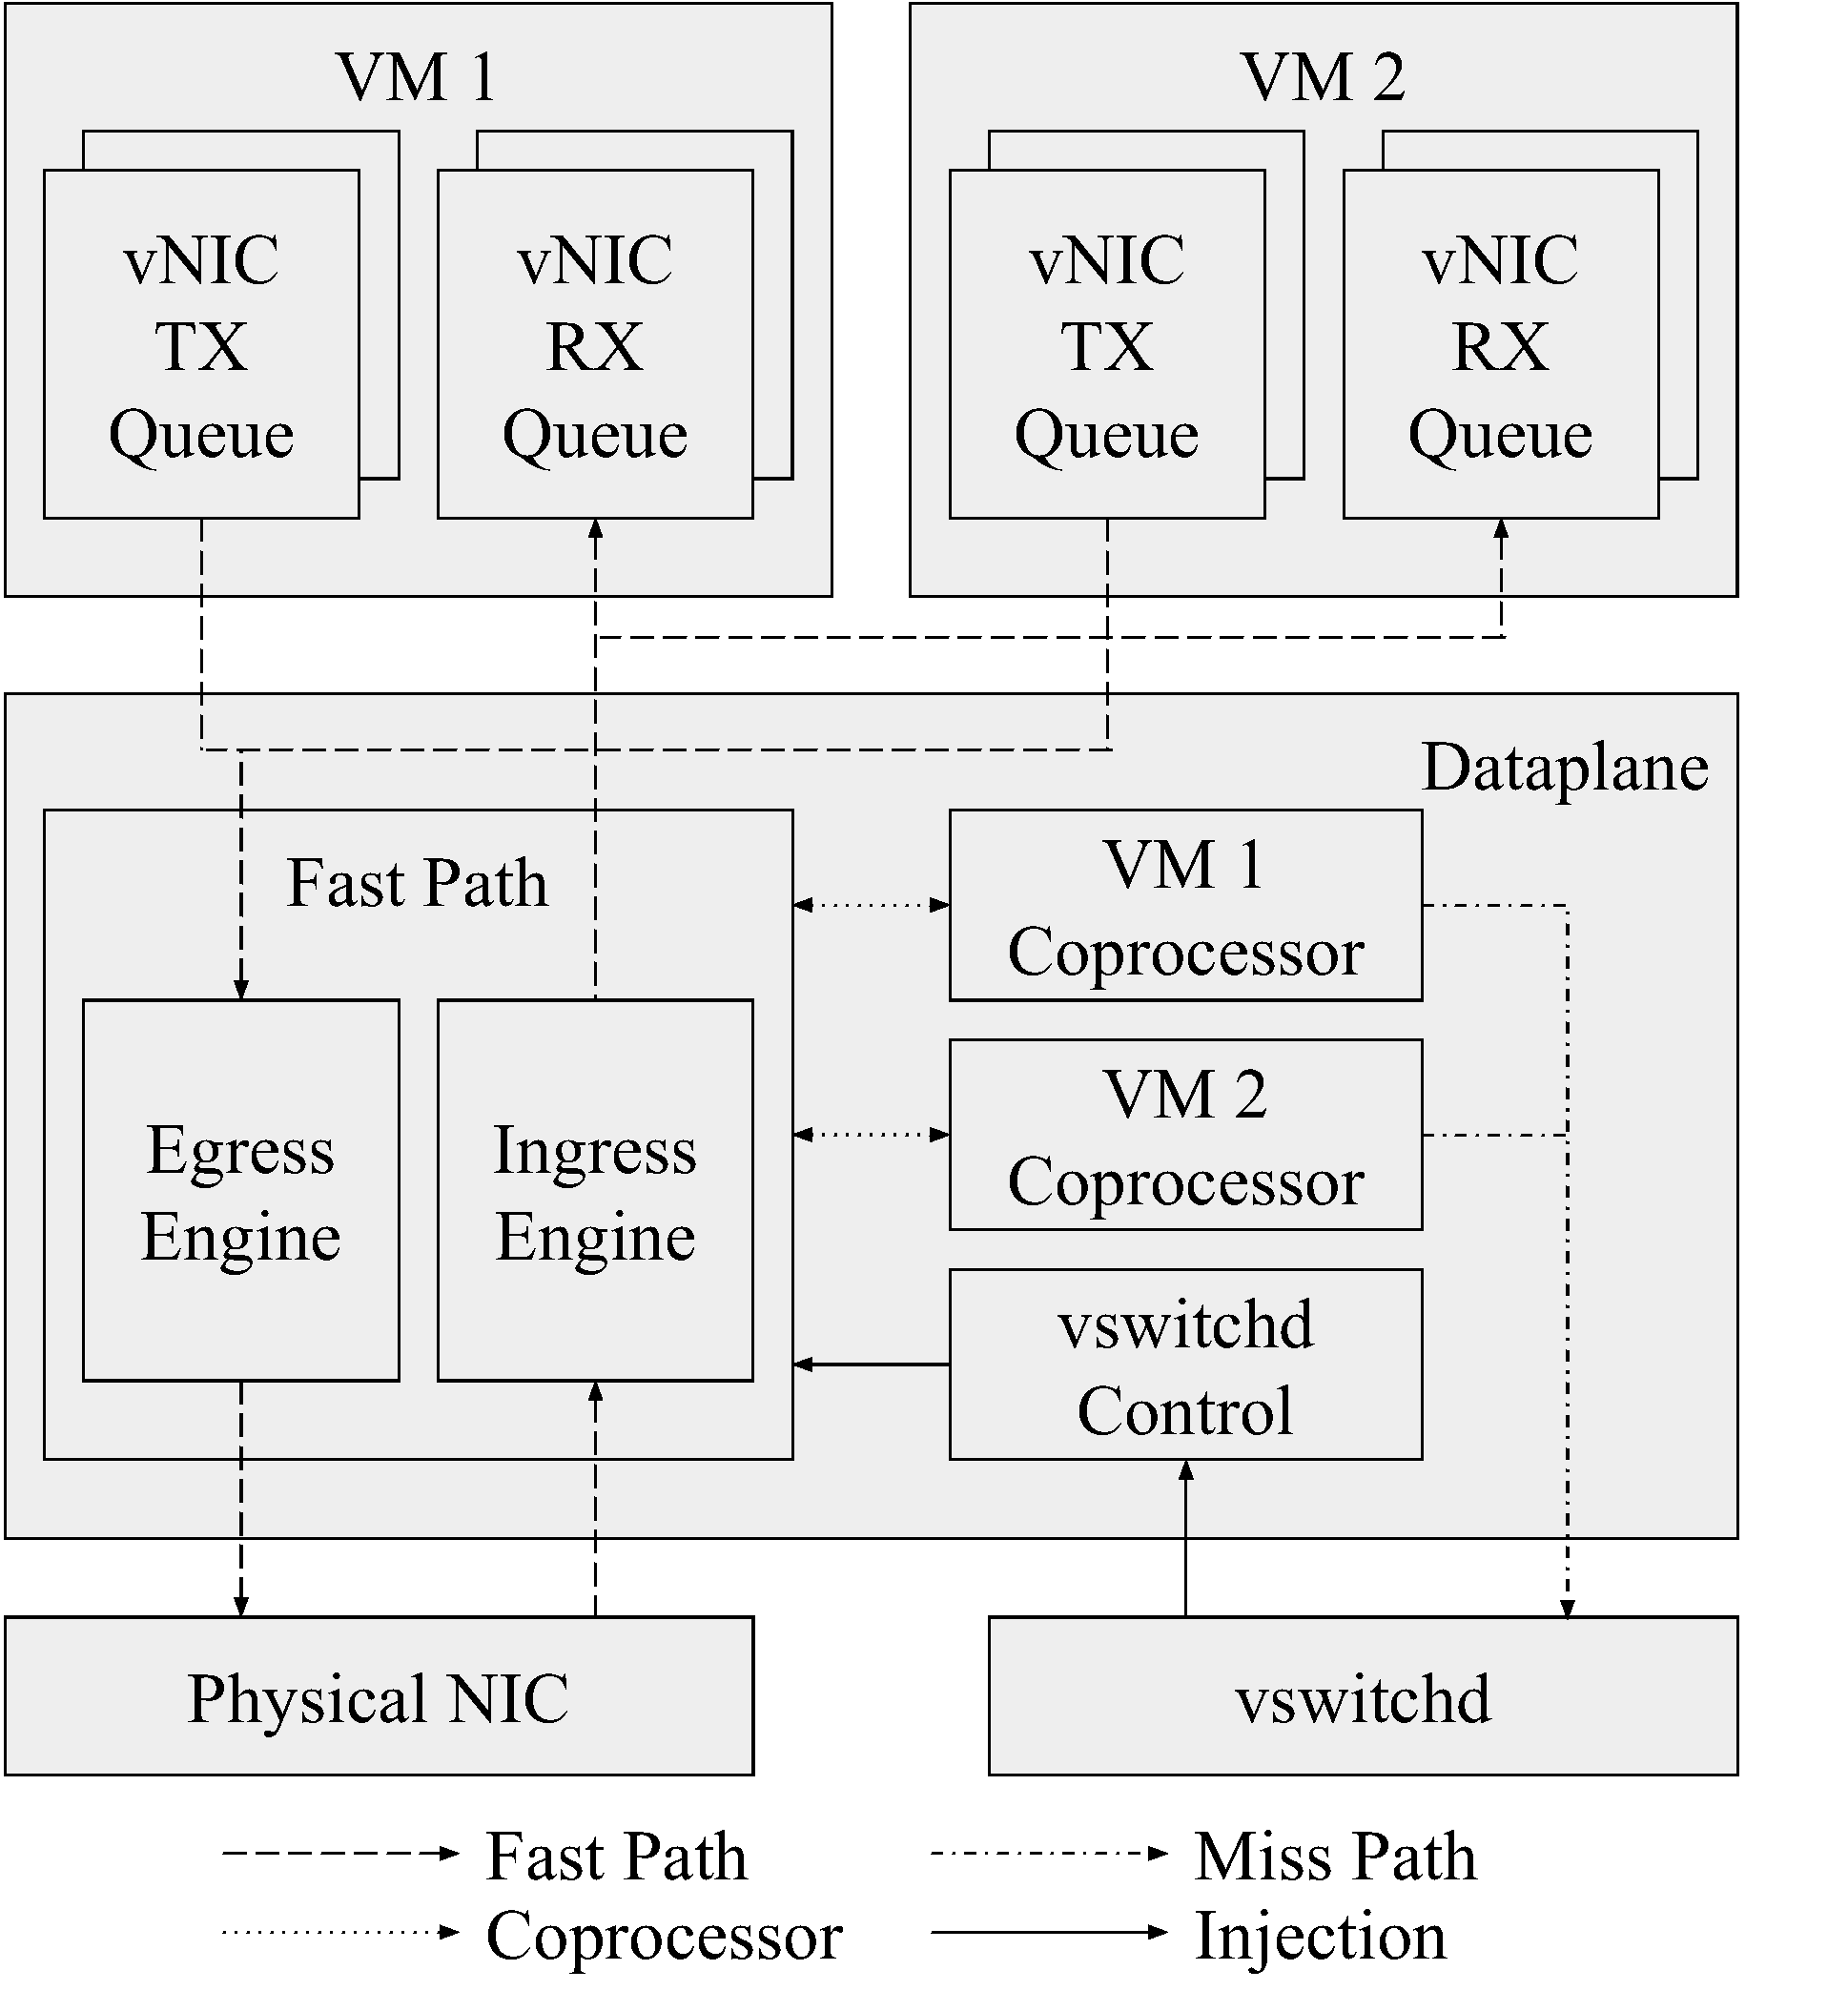 VM 1
vNIC
TX
Queue
vNIC
RX
Queue
VM 2
vNIC
TX
Queue
vNIC
RX
Queue
Dataplane
Fast Path
Egress
Engine
Ingress
Engine
VM 1
Coprocessor
VM 2
Coprocessor
vswitchd
Control
Physical NIC
vswitchd
Fast Path
Coprocessor
Miss Path
Injection